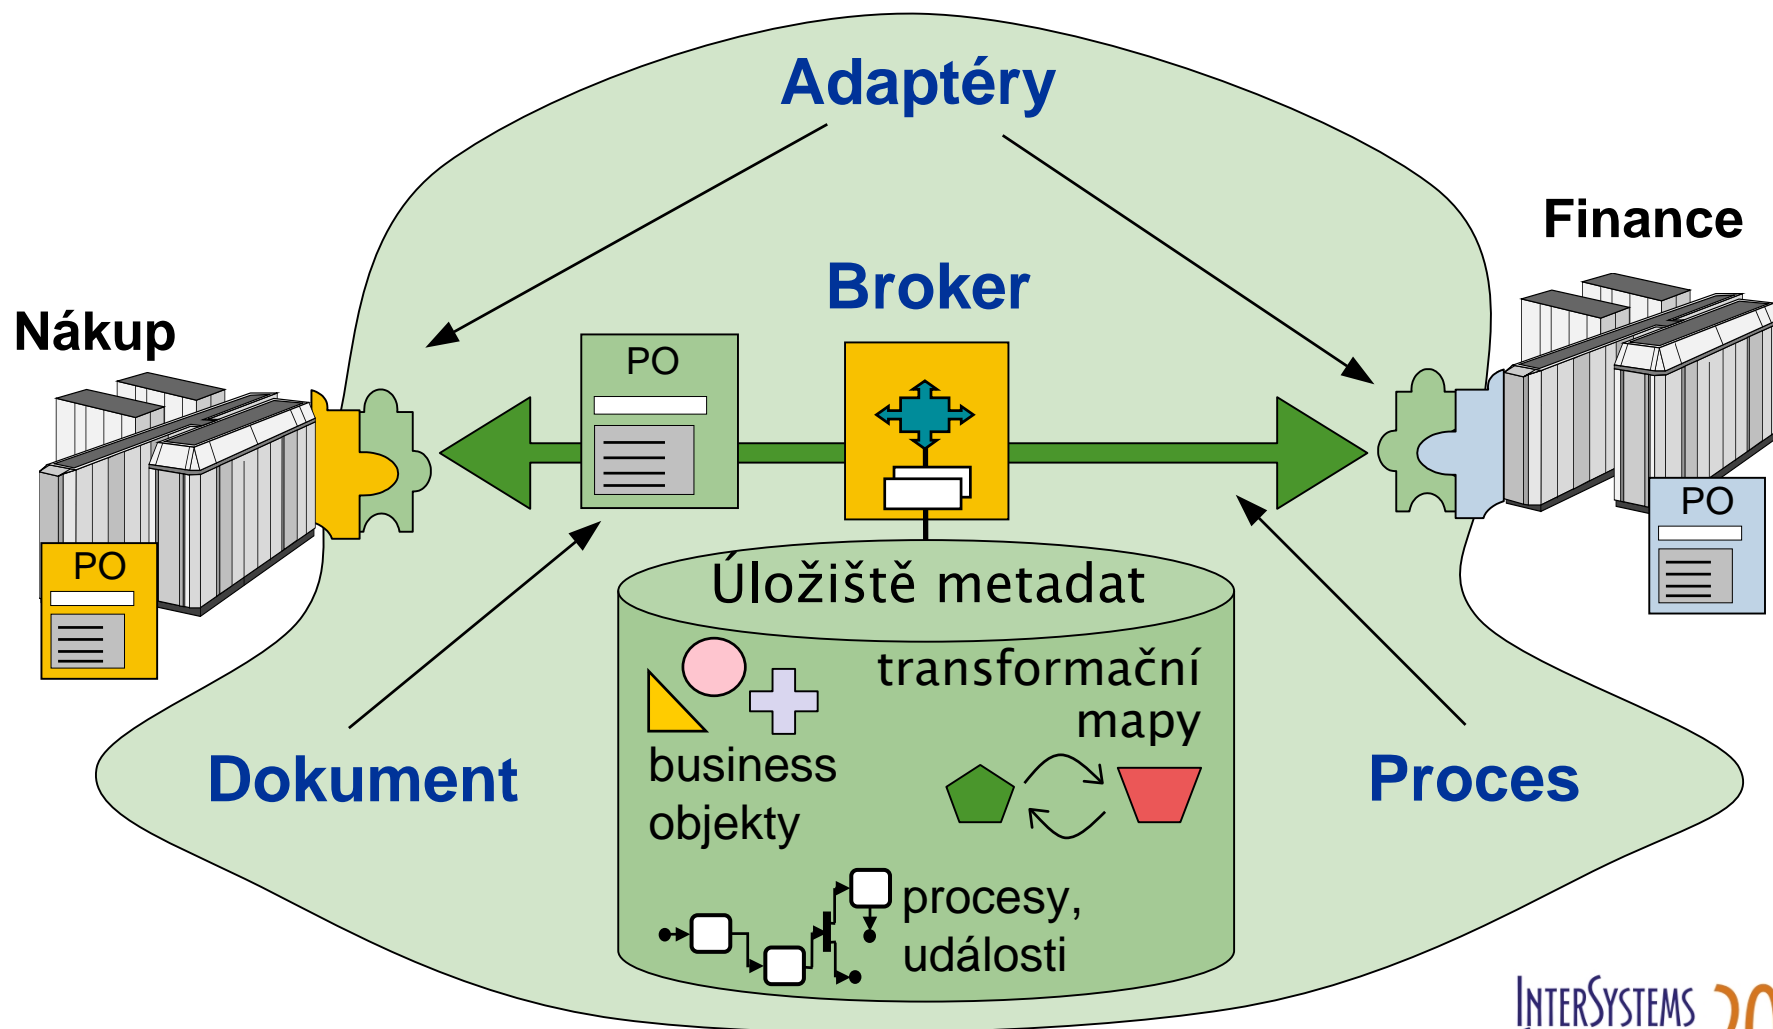 Adaptéry
Finance
Broker
Nákup
PO
PO
PO
Úložiště metadat
transformační
mapy
business
objekty
Dokument
Proces
procesy,
události
INTERSYSTEMS